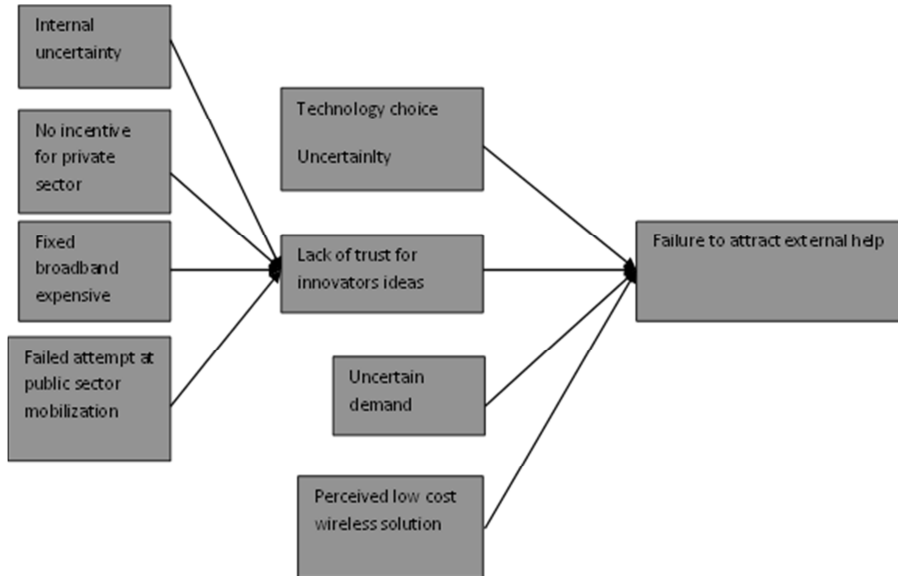 Internal
uncertainty
No incentive
for private
sector
Fixed
broadband
expensive
Failed attempt at
public sector
mobilization
Technology choice
Uncertainlty
Lack of trust for
innovators ideas
Uncertain
demand
Perceived low cost
wireless solution
Failure to attract external help